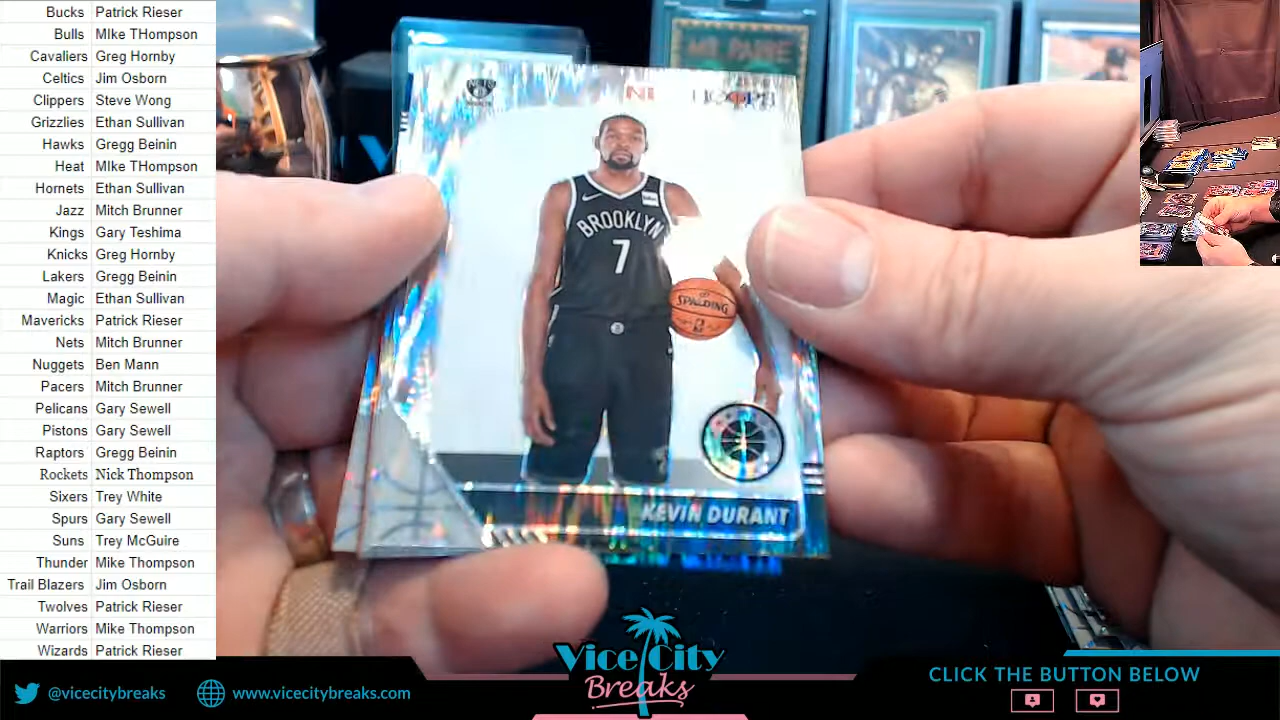 Bucks Patrick Rieser
Bulls MIke THompson
Cavaliers Greg Hornby
Celtics Jim Osborn
Clippers Steve Wong
Grizzlies Ethan Sullivan
Hawks Gregg Beinin
Heat MIke THompson
Hornets Ethan Sullivan
Jazz Mitch Brunner
Kings Gary Teshima
Knicks Greg Hornby
Lakers Gregg Beinin
Magic Ethan Sullivan
Mavericks Patrick Rieser
Nets Mitch Brunner
Nuggets Ben Mann
Pacers Mitch Brunner
Pelicans Gary Sewell
Pistons Gary Sewell
Raptors Gregg Beinin
Rockets Nick Thompson
Sixers Trey White
Spurs Gary Sewell
Suns Trey McGuire
Thunder Mike Thompson
Trail Blazers Jim Osborn
Twolves Patrick Rieser
Warriors Mike Thompson
Wizards Patrick Rieser
NETS
HOOPS
BROOKLYN
7
SPALDING
KEVIN DURANT
Vice City
Breaks
@vicecitybreaks
www.vicecitybreaks.com
CLICK THE BUTTON BELOW